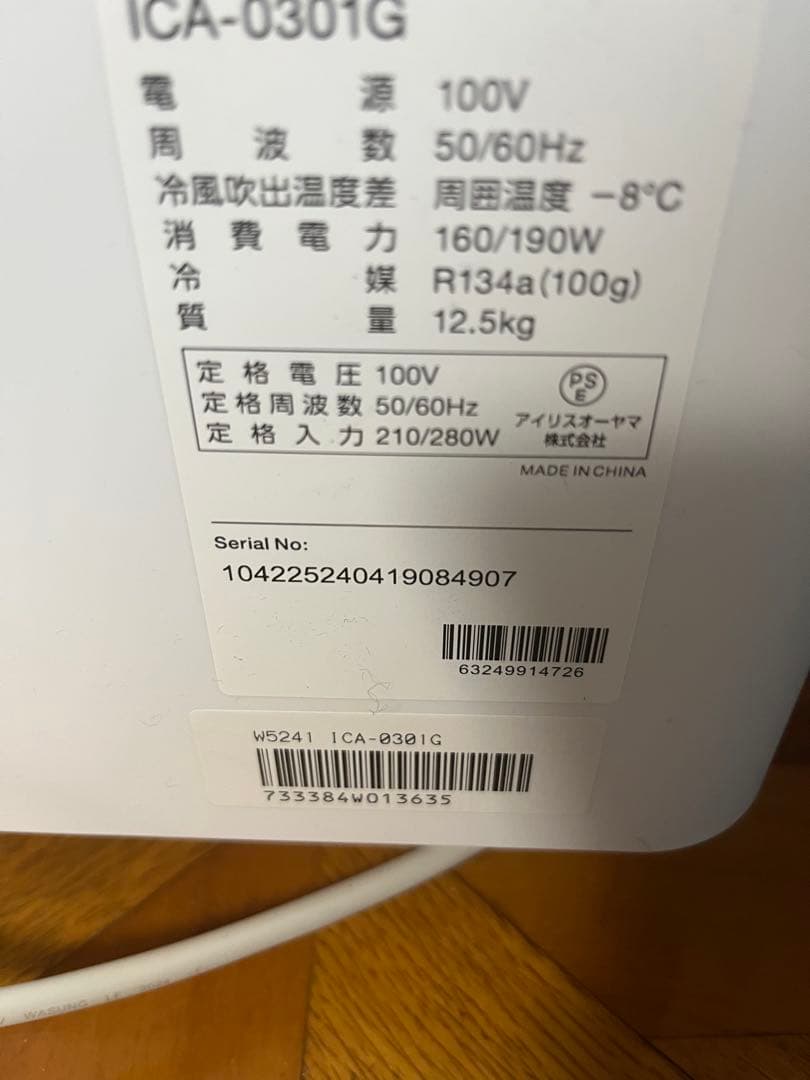 ICA-0301G
電源 100V
周波数 50/60Hz
冷風吹出温度差 周囲温度 −8°C
消費電力 160/190W
冷媒 R134a(100g)
質量 12.5kg
定格電圧 100V
定格周波数 50/60Hz
定格入力 210/280W
PS
E
アイリスオーヤマ
株式会社
MADE IN CHINA
Serial No:
104225240419084907
63249914726
W5241 ICA-0301G
733384W013635
WASUNG